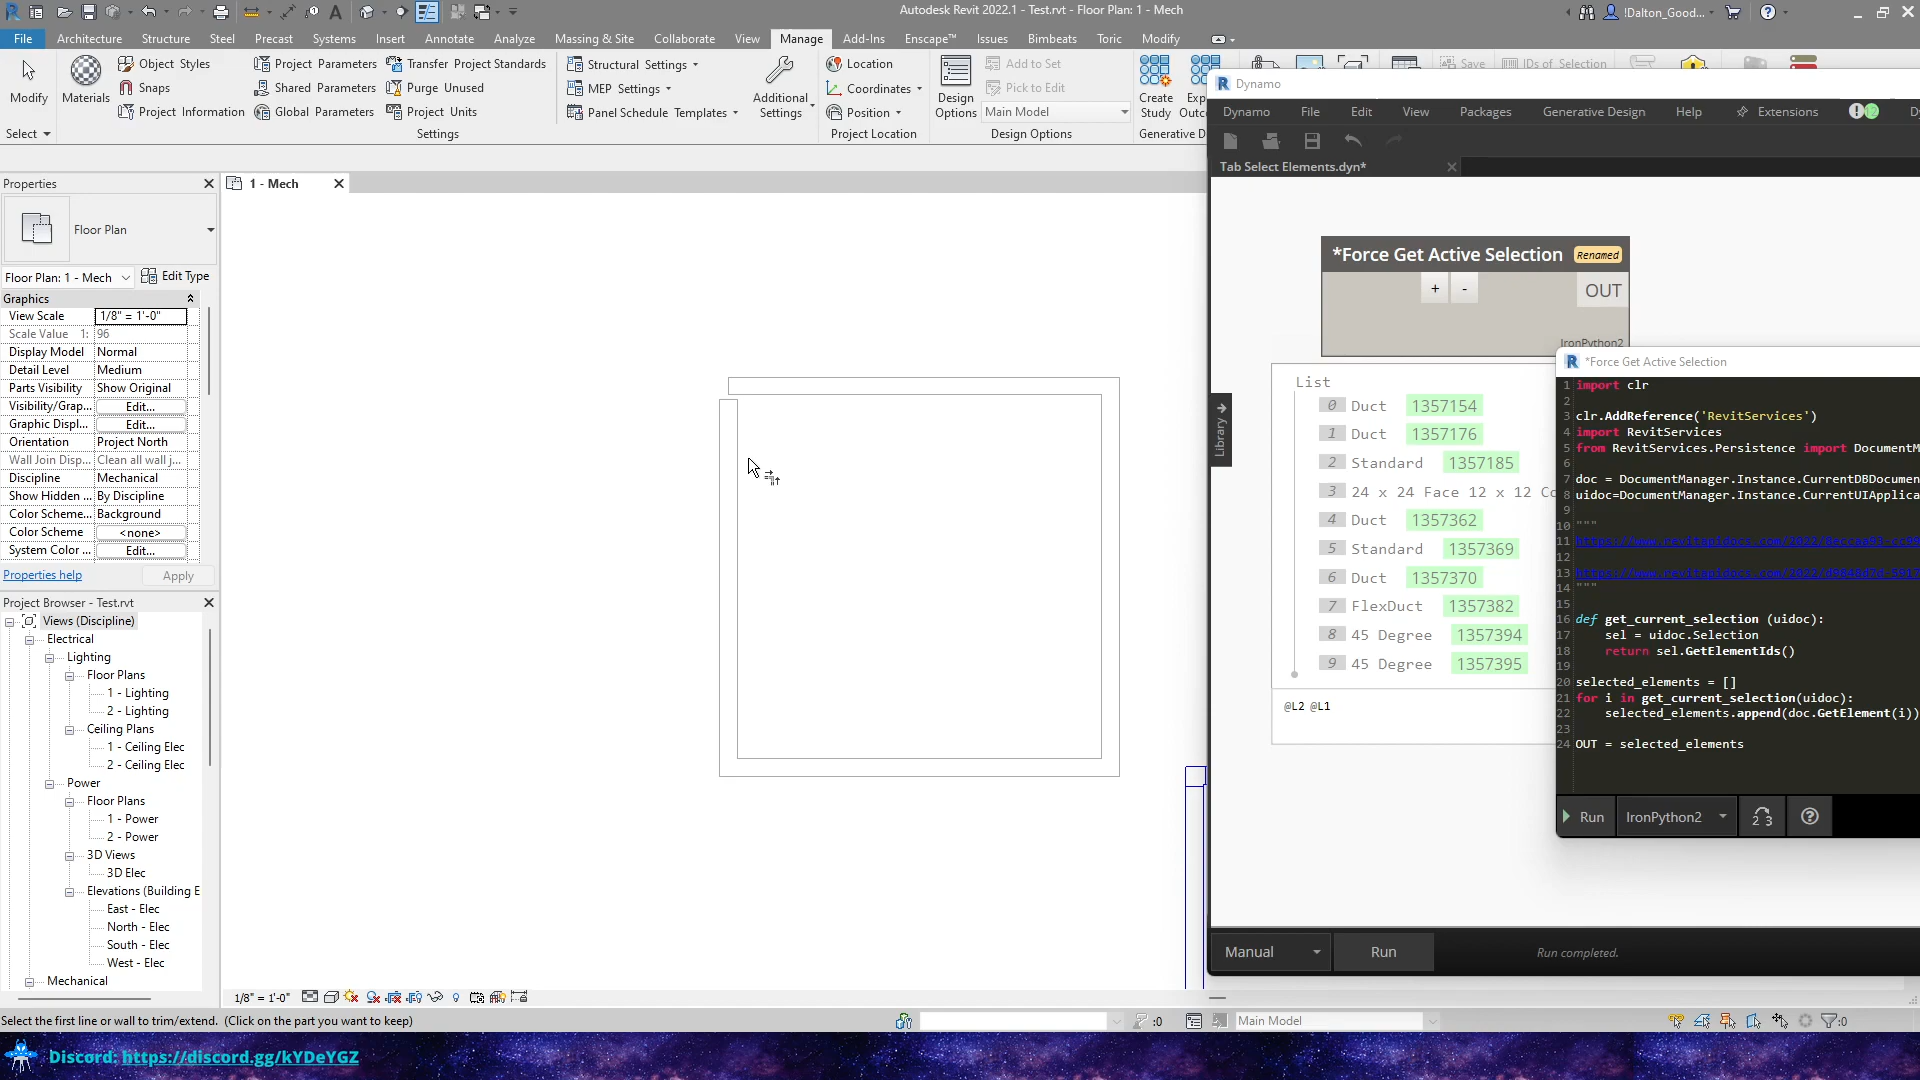 Autodesk Revit 2022.1 - Test.rvt - Floor Plan: 1 - Mech
!Dalton_Good...
File Architecture Structure Steel Precast Systems Insert Annotate Analyze Massing & Site Collaborate View Manage Add-Ins Enscape™ Issues Bimbeats Toric Modify
Modify
Select
Materials
Object Styles
Snaps
Project Information
Project Parameters
Shared Parameters
Global Parameters
Transfer Project Standards
Purge Unused
Project Units
Settings
Structural Settings
MEP Settings
Panel Schedule Templates
Additional Settings
Location
Coordinates
Position
Project Location
Design Options
Add to Set
Pick to Edit
Main Model
Design Options
Create Study
Generative D
Save
IDs of Selection
Properties
Floor Plan
Floor Plan: 1 - Mech
Edit Type
Graphics
View Scale 1/8" = 1'-0"
Scale Value 1: 96
Display Model Normal
Detail Level Medium
Parts Visibility Show Original
Visibility/Grap... Edit...
Graphic Displ... Edit...
Orientation Project North
Wall Join Disp... Clean all wall j...
Discipline Mechanical
Show Hidden ... By Discipline
Color Scheme... Background
Color Scheme <none>
System Color ... Edit...
Properties help
Apply
Project Browser - Test.rvt
Views (Discipline)
Electrical
Lighting
Floor Plans
1 - Lighting
2 - Lighting
Ceiling Plans
1 - Ceiling Elec
2 - Ceiling Elec
Power
Floor Plans
1 - Power
2 - Power
3D Views
3D Elec
Elevations (Building E
East - Elec
North - Elec
South - Elec
West - Elec
Mechanical
1 - Mech
1/8" = 1'-0"
Select the first line or wall to trim/extend. (Click on the part you want to keep)
:0
Main Model
:0
Dynamo
Dynamo File Edit View Packages Generative Design Help Extensions
Tab Select Elements.dyn*
Library
*Force Get Active Selection Renamed
+ - OUT
IronPython2
List
0 Duct 1357154
1 Duct 1357176
2 Standard 1357185
3 24 x 24 Face 12 x 12 Co
4 Duct 1357362
5 Standard 1357369
6 Duct 1357370
7 FlexDuct 1357382
8 45 Degree 1357394
9 45 Degree 1357395
@L2 @L1
*Force Get Active Selection
1 import clr
2
3 clr.AddReference('RevitServices')
4 import RevitServices
5 from RevitServices.Persistence import DocumentM
6
7 doc = DocumentManager.Instance.CurrentDBDocumen
8 uidoc=DocumentManager.Instance.CurrentUIApplica
9
10 """
11
12
13
14 """
15
16 def get_current_selection (uidoc):
17 sel = uidoc.Selection
18 return sel.GetElementIds()
19
20 selected_elements = []
21 for i in get_current_selection(uidoc):
22 selected_elements.append(doc.GetElement(i))
23
24 OUT = selected_elements
Run IronPython2
Manual Run Run completed.
Discord: https://discord.gg/kYDeYGZ